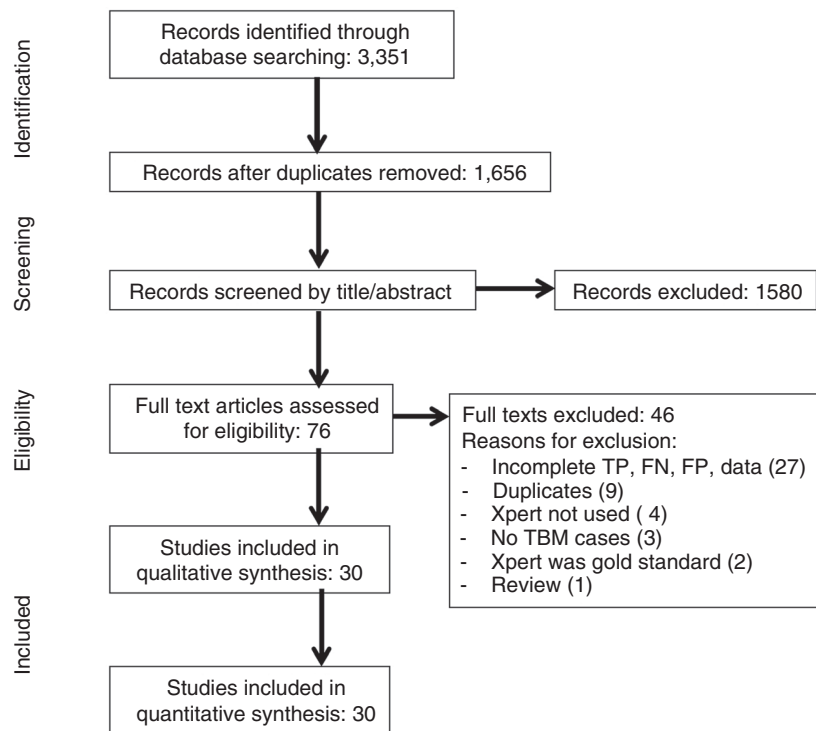 Identification
Records identified through
database searching: 3,351
Records after duplicates removed: 1,656
Screening
Records screened by title/abstract
Records excluded: 1580
Eligibility
Full text articles assessed
for eligibility: 76
Full texts excluded: 46
Reasons for exclusion:
- Incomplete TP, FN, FP, data (27)
- Duplicates (9)
- Xpert not used ( 4)
- No TBM cases (3)
- Xpert was gold standard (2)
- Review (1)
Included
Studies included in
qualitative synthesis: 30
Studies included in
quantitative synthesis: 30